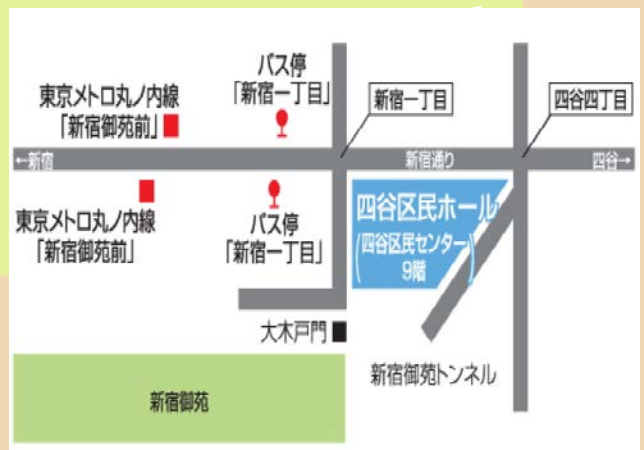 バス停
「新宿一丁目」
東京メトロ丸ノ内線
「新宿御苑前」
新宿一丁目
四谷四丁目
←新宿
新宿通り
四谷→
東京メトロ丸ノ内線
「新宿御苑前」
バス停
「新宿一丁目」
四谷区民ホール
(四谷区民センター)
9階
大木戸門
新宿御苑トンネル
新宿御苑